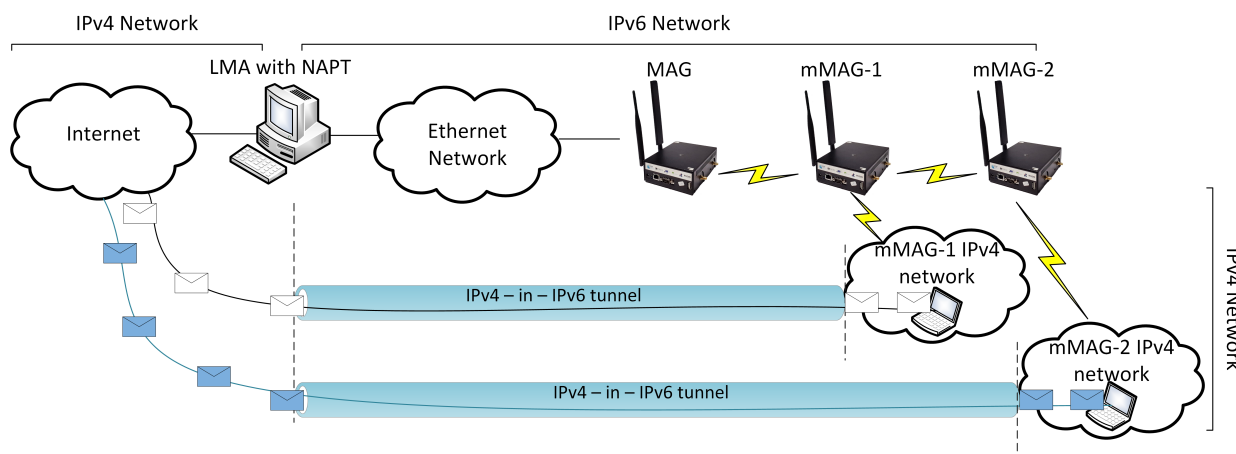 IPv4 Network
IPv6 Network
LMA with NAPT
MAG
mMAG-1
mMAG-2
Internet
Ethernet
Network
mMAG-1 IPv4
network
IPv4 – in – IPv6 tunnel
IPv4 Network
mMAG-2 IPv4
network
IPv4 – in – IPv6 tunnel